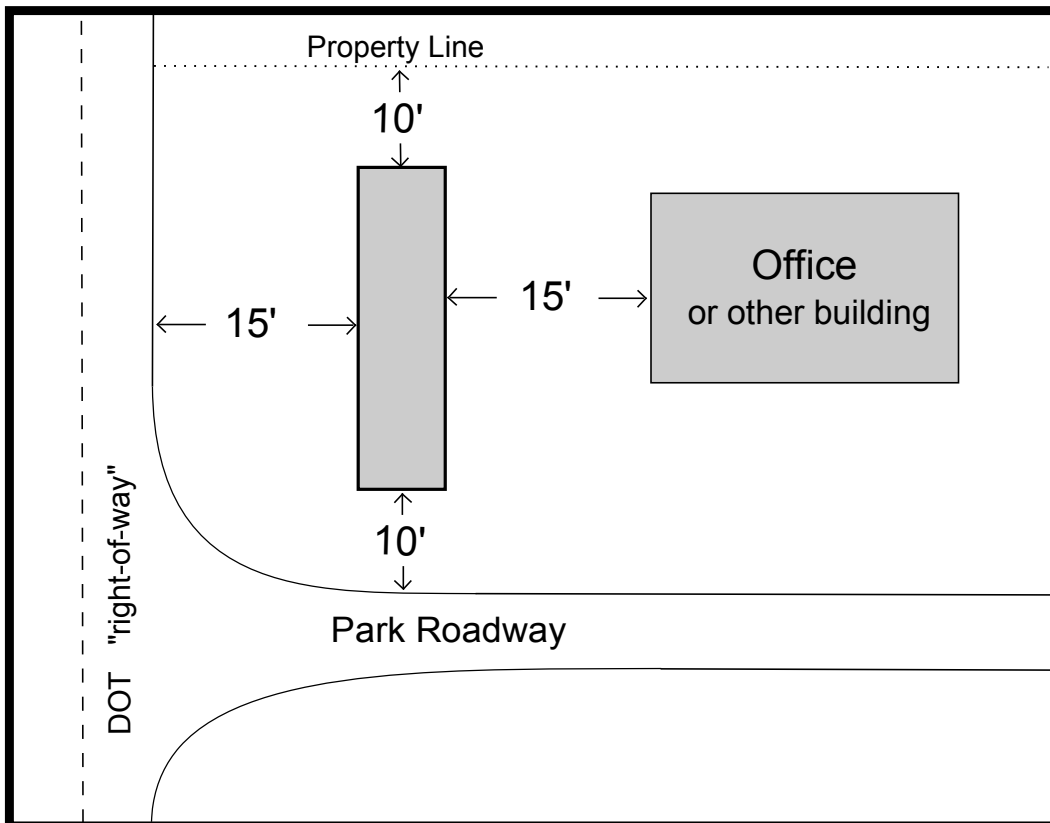 Property Line
10'
Office
or other building
15'
15'
10'
DOT "right-of-way"
Park Roadway